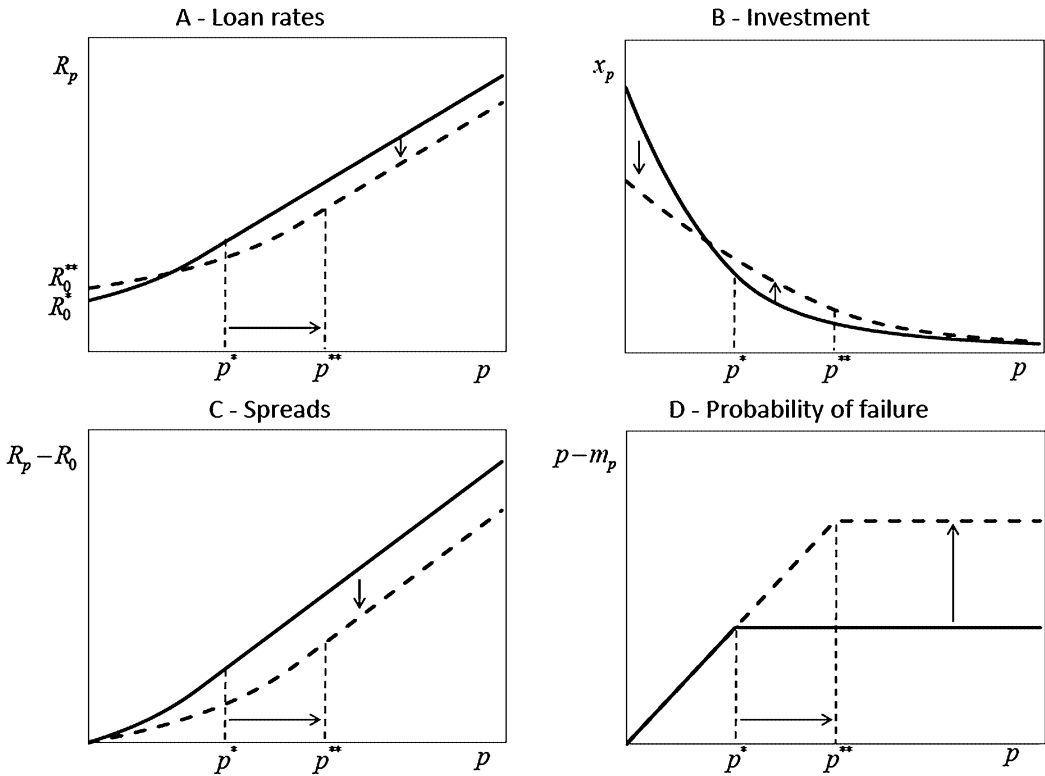 A - Loan rates
R_p
R_0^{**}
R_0^*
p^* p^{**} p
B - Investment
x_p
p^* p^{**} p
C - Spreads
R_p – R_0
p^* p^{**} p
D - Probability of failure
p – m_p
p^* p^{**} p